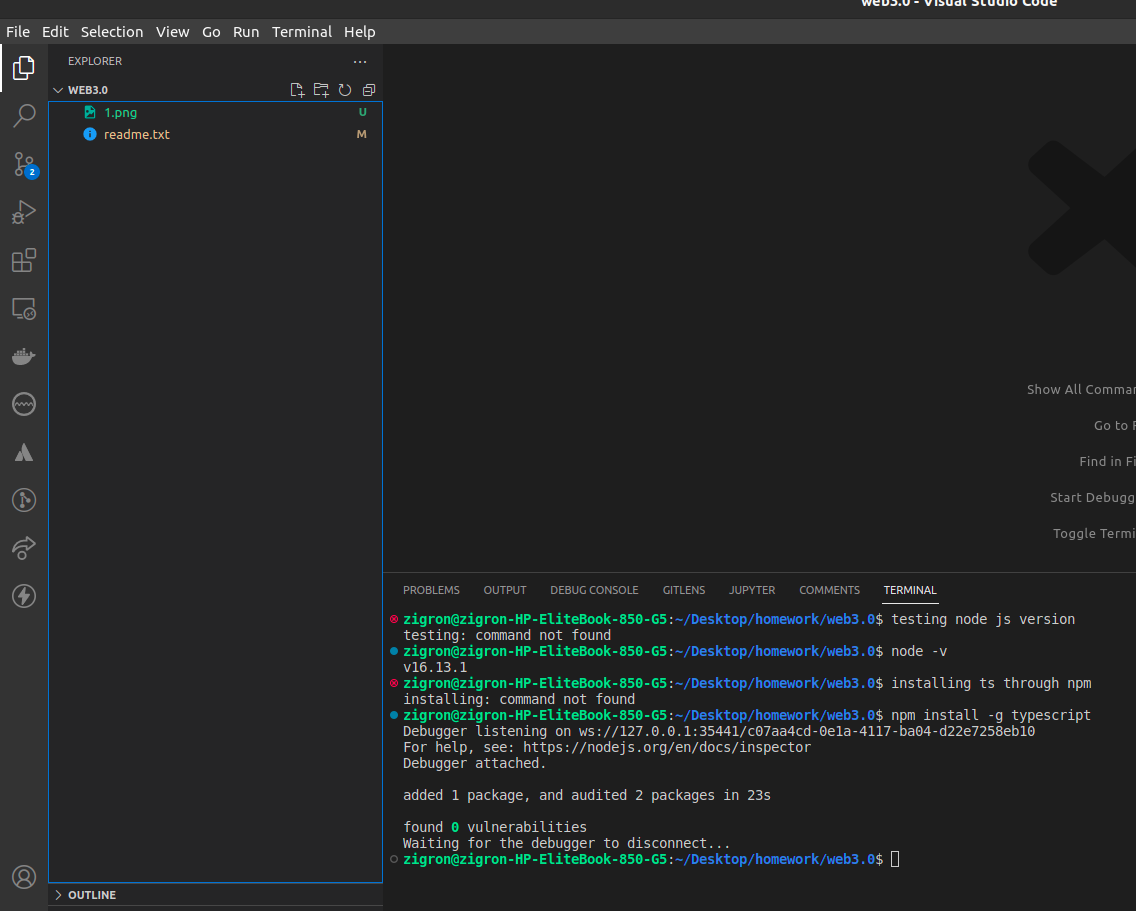 web3.0 - Visual Studio Code
File Edit Selection View Go Run Terminal Help
EXPLORER
WEB3.0
1.png U
readme.txt M
2
Show All Comman
Go to F
Find in Fi
Start Debugg
Toggle Termi
PROBLEMS OUTPUT DEBUG CONSOLE GITLENS JUPYTER COMMENTS TERMINAL
zigron@zigron-HP-EliteBook-850-G5:~/Desktop/homework/web3.0$ testing node js version
testing: command not found
zigron@zigron-HP-EliteBook-850-G5:~/Desktop/homework/web3.0$ node -v
v16.13.1
zigron@zigron-HP-EliteBook-850-G5:~/Desktop/homework/web3.0$ installing ts through npm
installing: command not found
zigron@zigron-HP-EliteBook-850-G5:~/Desktop/homework/web3.0$ npm install -g typescript
Debugger listening on ws://127.0.0.1:35441/c07aa4cd-0e1a-4117-ba04-d22e7258eb10
For help, see: https://nodejs.org/en/docs/inspector
Debugger attached.
added 1 package, and audited 2 packages in 23s
found 0 vulnerabilities
Waiting for the debugger to disconnect...
zigron@zigron-HP-EliteBook-850-G5:~/Desktop/homework/web3.0$
OUTLINE